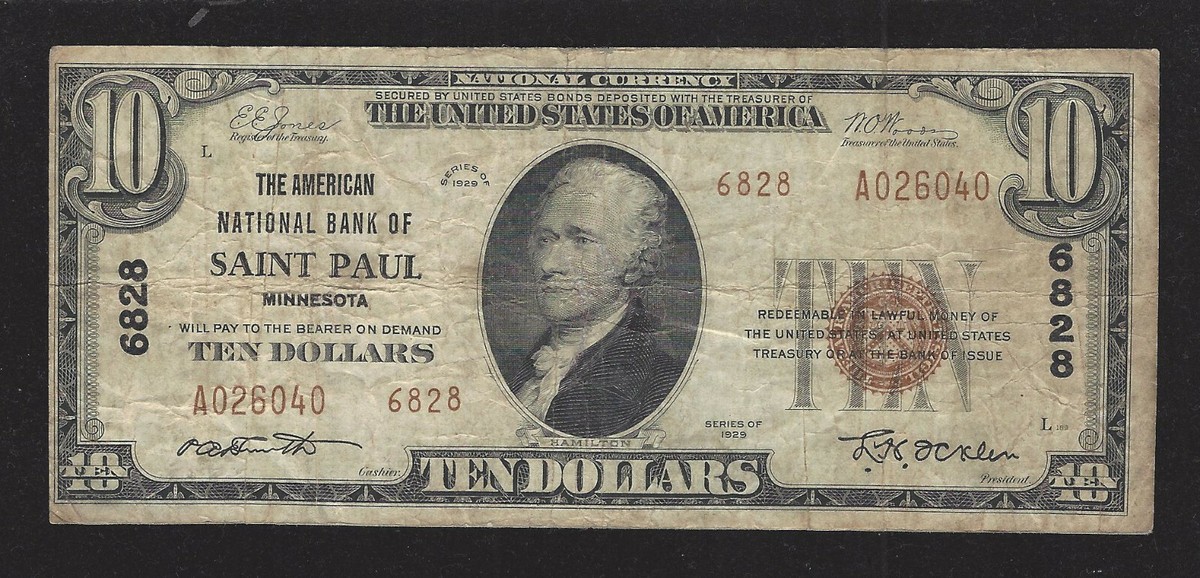 NATIONAL CURRENCY
SECURED BY UNITED STATES BONDS DEPOSITED WITH THE TREASURER OF
THE UNITED STATES OF AMERICA
10
10
E E Jones
Register of the Treasury.
W O Woods
Treasurer of the United States.
L
SERIES OF
1929
6828 A026040
THE AMERICAN
NATIONAL BANK OF
SAINT PAUL
MINNESOTA
WILL PAY TO THE BEARER ON DEMAND
TEN DOLLARS
6828
6828
TEN
REDEEMABLE IN LAWFUL MONEY OF
THE UNITED STATES AT UNITED STATES
TREASURY OR AT THE BANK OF ISSUE
A026040 6828
HAMILTON
SERIES OF
1929
L
Cashier.
L. H. Ickler
President.
10 TEN
TEN DOLLARS
10 TEN